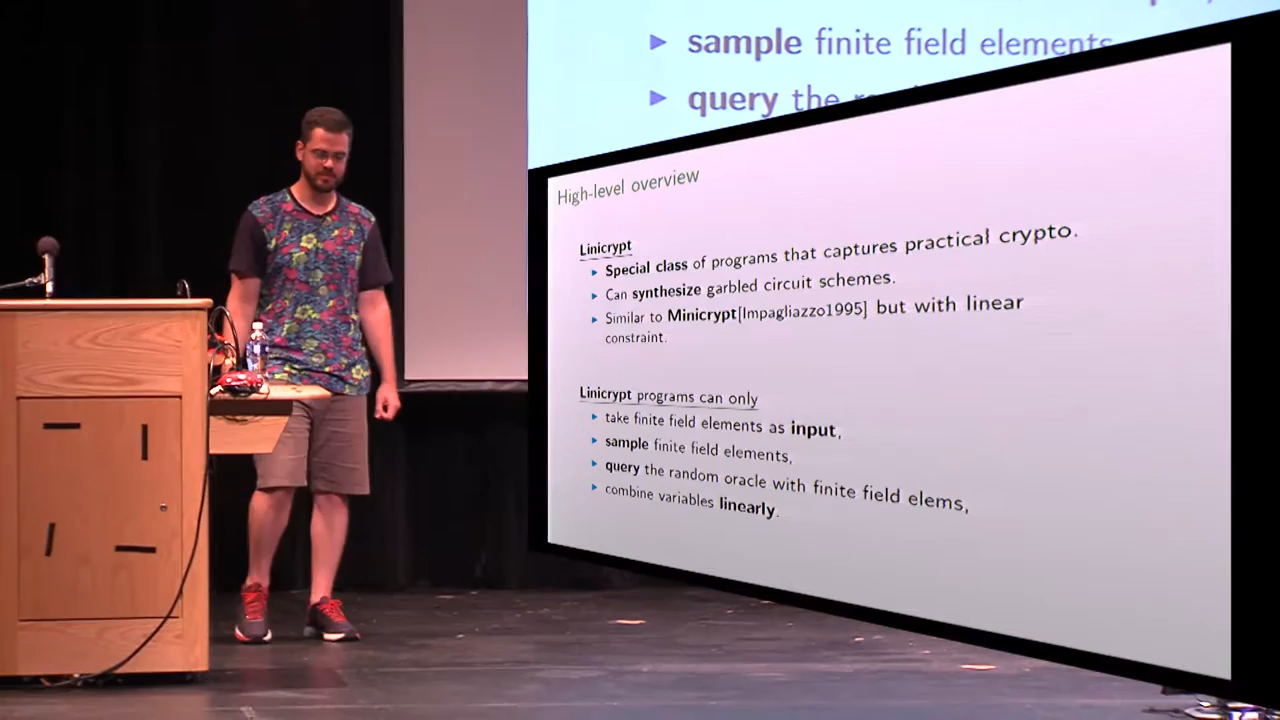 sample finite field elements
query the
High-level overview
Linicrypt
Special class of programs that captures practical crypto.
Can synthesize garbled circuit schemes.
Similar to Minicrypt[Impagliazzo1995] but with linear
constraint.
Linicrypt programs can only
take finite field elements as input,
sample finite field elements,
query the random oracle with finite field elems,
combine variables linearly.